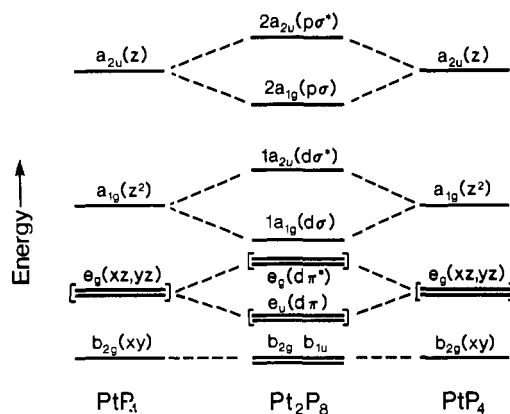 2a₂ᵤ(pσ*)
a₂ᵤ(z) a₂ᵤ(z)
2a₁g(pσ)
1a₂ᵤ(dσ*)
a₁g(z²) a₁g(z²)
1a₁g(dσ)
Energy →
eg(xz,yz) eg(dπ*) eg(xz,yz)
eᵤ(dπ)
b₂g(xy) b₂g b₁ᵤ b₂g(xy)
PtP₄ Pt₂P₈ PtP₄